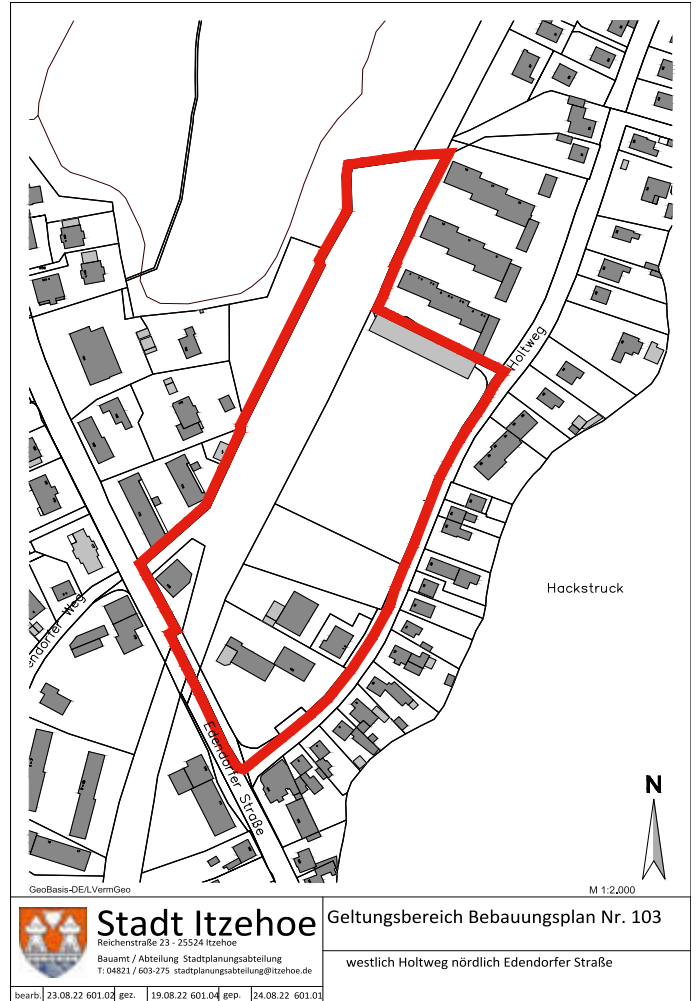 Holtweg
Hackstruck
endorfer Weg
Edendorfer Straße
N
GeoBasis-DE/LVermGeo
M 1:2.000
Stadt Itzehoe
Reichenstraße 23 - 25524 Itzehoe
Bauamt / Abteilung Stadtplanungsabteilung
T: 04821 / 603-275 stadtplanungsabteilung@itzehoe.de
Geltungsbereich Bebauungsplan Nr. 103
westlich Holtweg nördlich Edendorfer Straße
bearb. 23.08.22 601.02 gez. 19.08.22 601.04 gep. 24.08.22 601.01